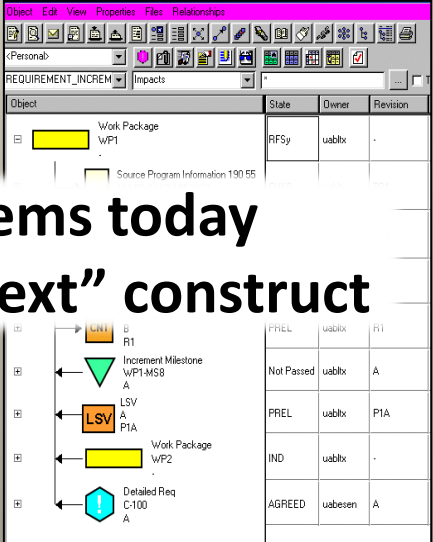 Object Edit View Properties Files Relationships
<Personal>
REQUIREMENT_INCREM Impacts *
Object State Owner Revision
Work Package
WP1 RFSy uabltx -
-
Source Program Information 190 55
ems today
ext” construct
CNT B PREL uabltx R1
R1
Increment Milestone
WP1-MS8 Not Passed uabltx A
A
LSV
LSV A PREL uabltx P1A
P1A
Work Package
WP2 IND uabltx -
-
Detailed Req
C-100 AGREED uabesen A
A